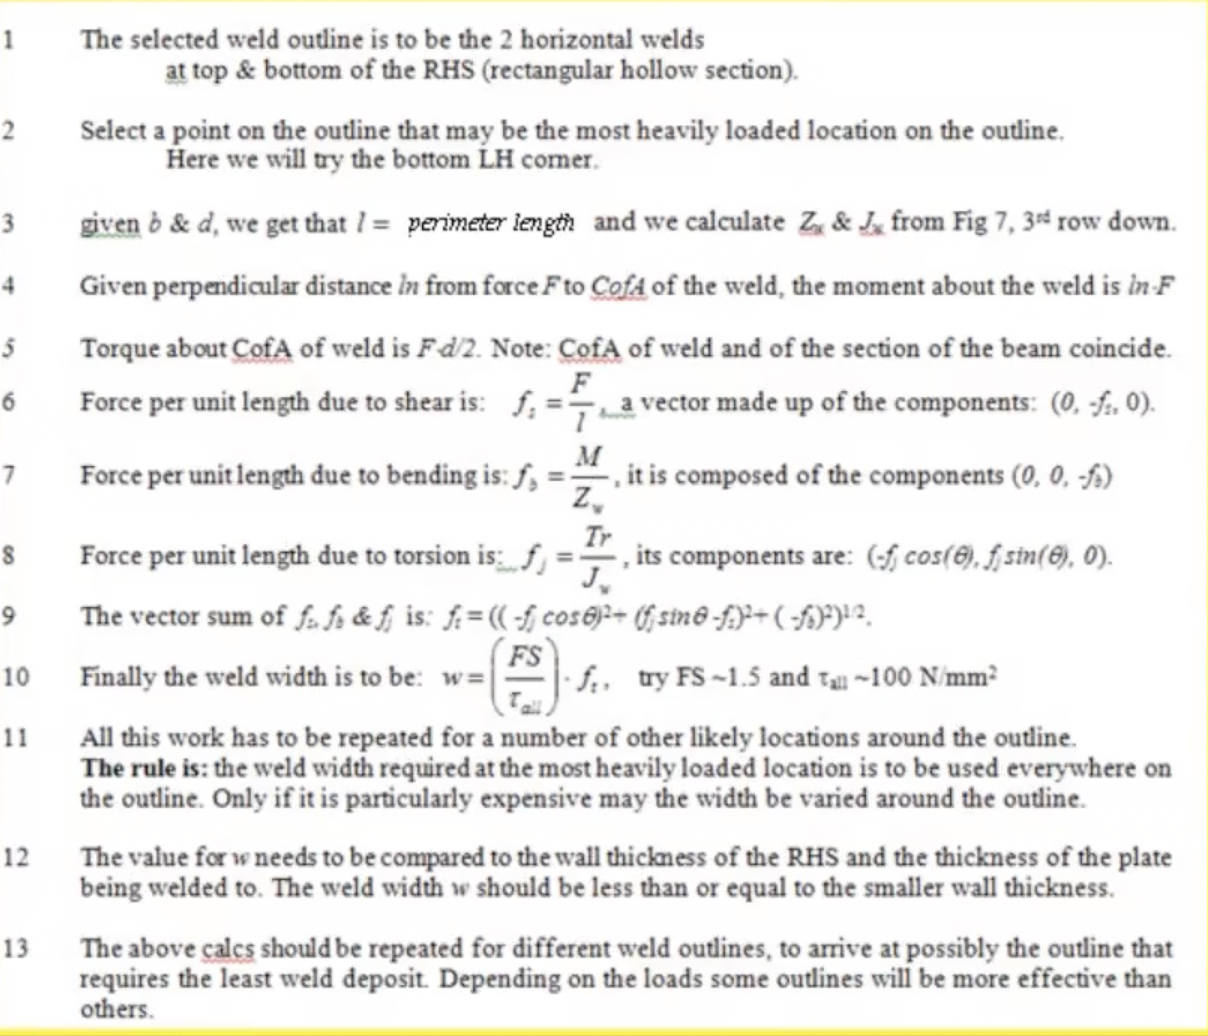 1 The selected weld outline is to be the 2 horizontal welds
at top & bottom of the RHS (rectangular hollow section).
2 Select a point on the outline that may be the most heavily loaded location on the outline.
Here we will try the bottom LH corner.
3 given b & d, we get that l = perimeter length and we calculate Zw & Jw from Fig 7, 3rd row down.
4 Given perpendicular distance ln from force F to CofA of the weld, the moment about the weld is ln·F
5 Torque about CofA of weld is F·d/2. Note: CofA of weld and of the section of the beam coincide.
6 Force per unit length due to shear is: fs = F/l, a vector made up of the components: (0, -fs, 0).
7 Force per unit length due to bending is: fb = M/Zw, it is composed of the components (0, 0, -fb)
8 Force per unit length due to torsion is: fj = Tr/Jw, its components are: (-fj cos(θ), fj sin(θ), 0).
9 The vector sum of fs, fb & fj is: ft = (( -fj cosθ)²+ (fj sinθ -fs)²+ ( -fb)²)^1/2.
10 Finally the weld width is to be: w = (FS/τall) · ft, try FS ~1.5 and τall ~100 N/mm²
11 All this work has to be repeated for a number of other likely locations around the outline.
The rule is: the weld width required at the most heavily loaded location is to be used everywhere on
the outline. Only if it is particularly expensive may the width be varied around the outline.
12 The value for w needs to be compared to the wall thickness of the RHS and the thickness of the plate
being welded to. The weld width w should be less than or equal to the smaller wall thickness.
13 The above calcs should be repeated for different weld outlines, to arrive at possibly the outline that
requires the least weld deposit. Depending on the loads some outlines will be more effective than
others.